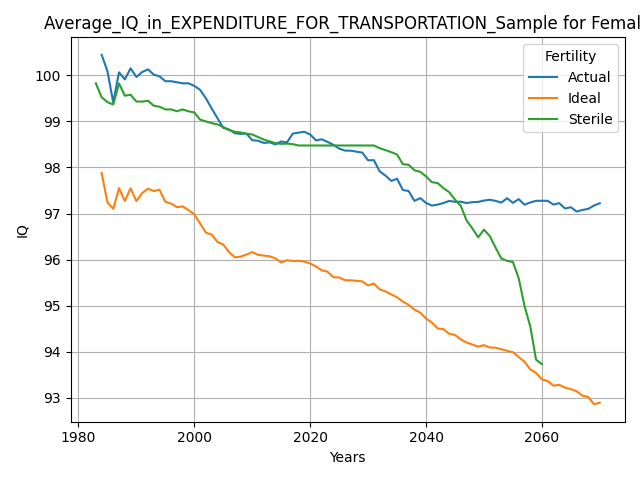 Average_IQ_in_EXPENDITURE_FOR_TRANSPORTATION_Sample for Femal
Fertility
Actual
Ideal
Sterile
IQ
100
99
98
97
96
95
94
93
1980
2000
2020
2040
2060
Years